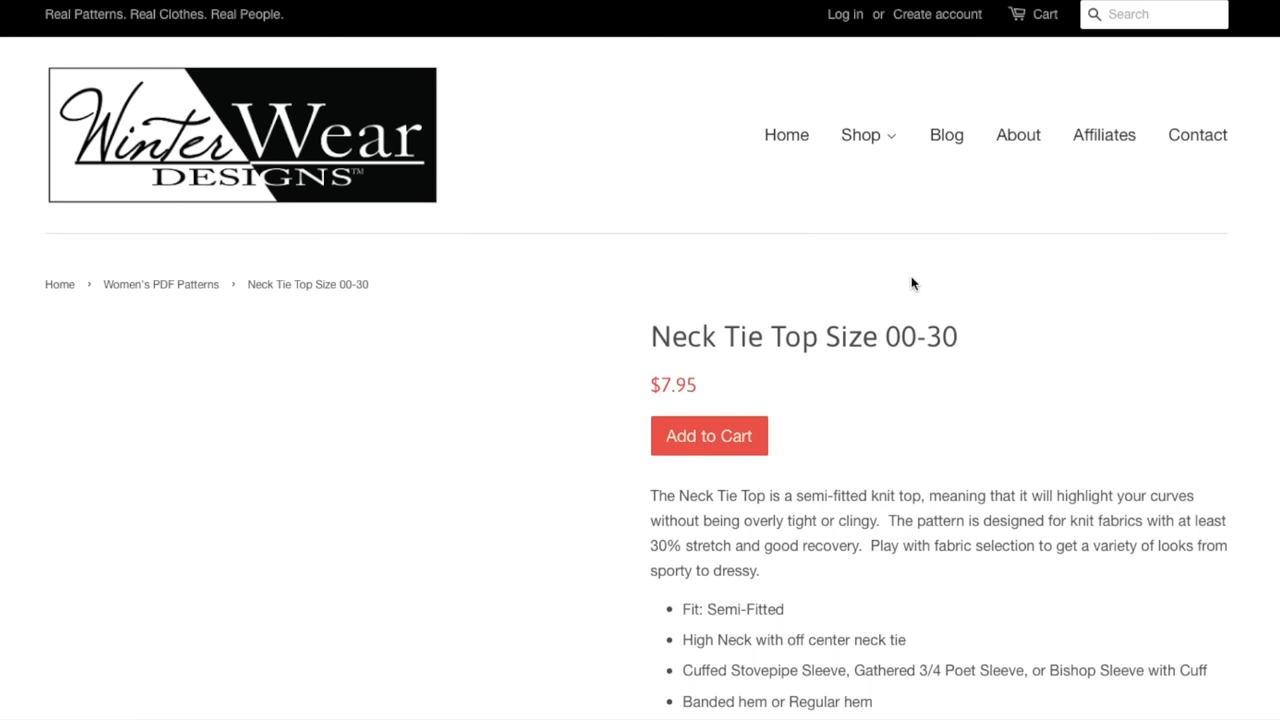 Real Patterns. Real Clothes. Real People.
Log in or Create account Cart Search
Winter Wear
DESIGNS™
Home Shop Blog About Affiliates Contact
Home › Women's PDF Patterns › Neck Tie Top Size 00-30
Neck Tie Top Size 00-30
$7.95
Add to Cart
The Neck Tie Top is a semi-fitted knit top, meaning that it will highlight your curves
without being overly tight or clingy. The pattern is designed for knit fabrics with at least
30% stretch and good recovery. Play with fabric selection to get a variety of looks from
sporty to dressy.
• Fit: Semi-Fitted
• High Neck with off center neck tie
• Cuffed Stovepipe Sleeve, Gathered 3/4 Poet Sleeve, or Bishop Sleeve with Cuff
• Banded hem or Regular hem